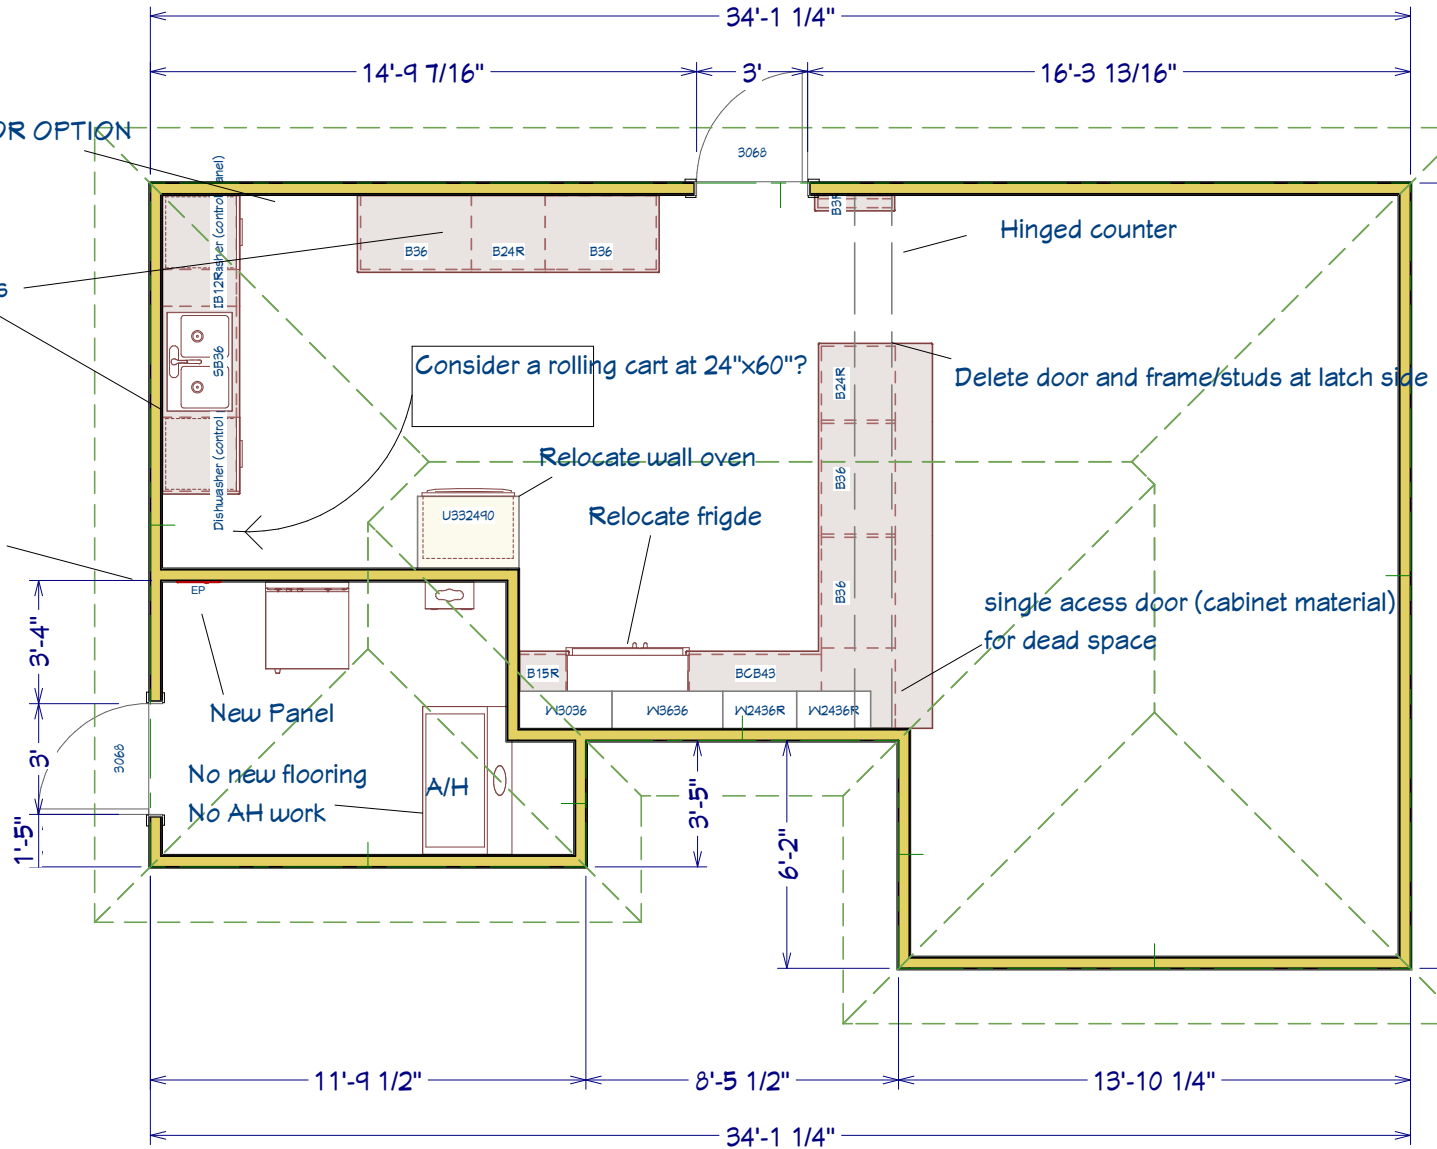 34'-1 1/4"
14'-9 7/16"
3'
16'-3 13/16"
OR OPTION
3068
Hinged counter
B36
B24R
B36
IB12R
SB36
Dishwasher (control
Consider a rolling cart at 24"x60"?
B24R
Delete door and frame/studs at latch side
Relocate wall oven
U332490
Relocate frigde
B36
B36
single acess door (cabinet material)
for dead space
EP
3'-4"
New Panel
B15R
BCB43
W3036
W3636
W2436R
W2436R
3'
3068
No new flooring
No AH work
A/H
1'-5"
3'-5"
6'-2"
11'-9 1/2"
8'-5 1/2"
13'-10 1/4"
34'-1 1/4"